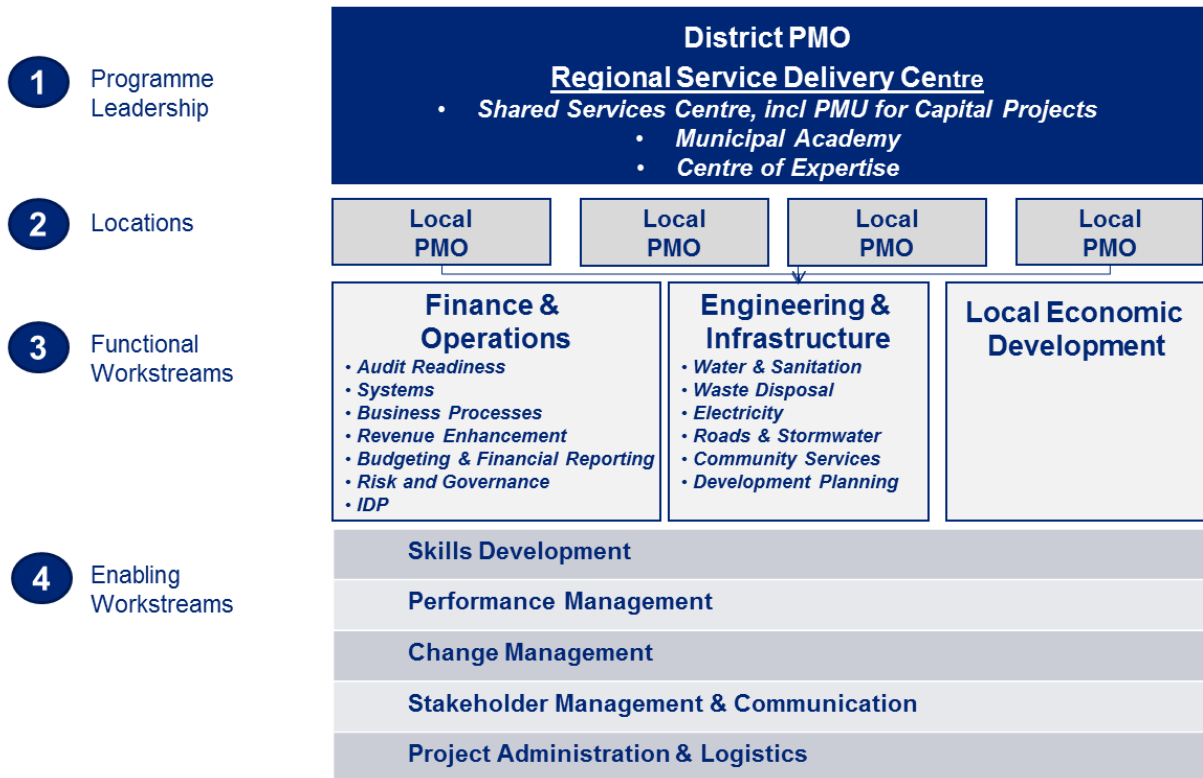 1
Programme
Leadership
District PMO
Regional Service Delivery Centre
• Shared Services Centre, incl PMU for Capital Projects
• Municipal Academy
• Centre of Expertise
2
Locations
Local
PMO
Local
PMO
Local
PMO
Local
PMO
3
Functional
Workstreams
Finance &
Operations
• Audit Readiness
• Systems
• Business Processes
• Revenue Enhancement
• Budgeting & Financial Reporting
• Risk and Governance
• IDP
Engineering &
Infrastructure
• Water & Sanitation
• Waste Disposal
• Electricity
• Roads & Stormwater
• Community Services
• Development Planning
Local Economic
Development
4
Enabling
Workstreams
Skills Development
Performance Management
Change Management
Stakeholder Management & Communication
Project Administration & Logistics